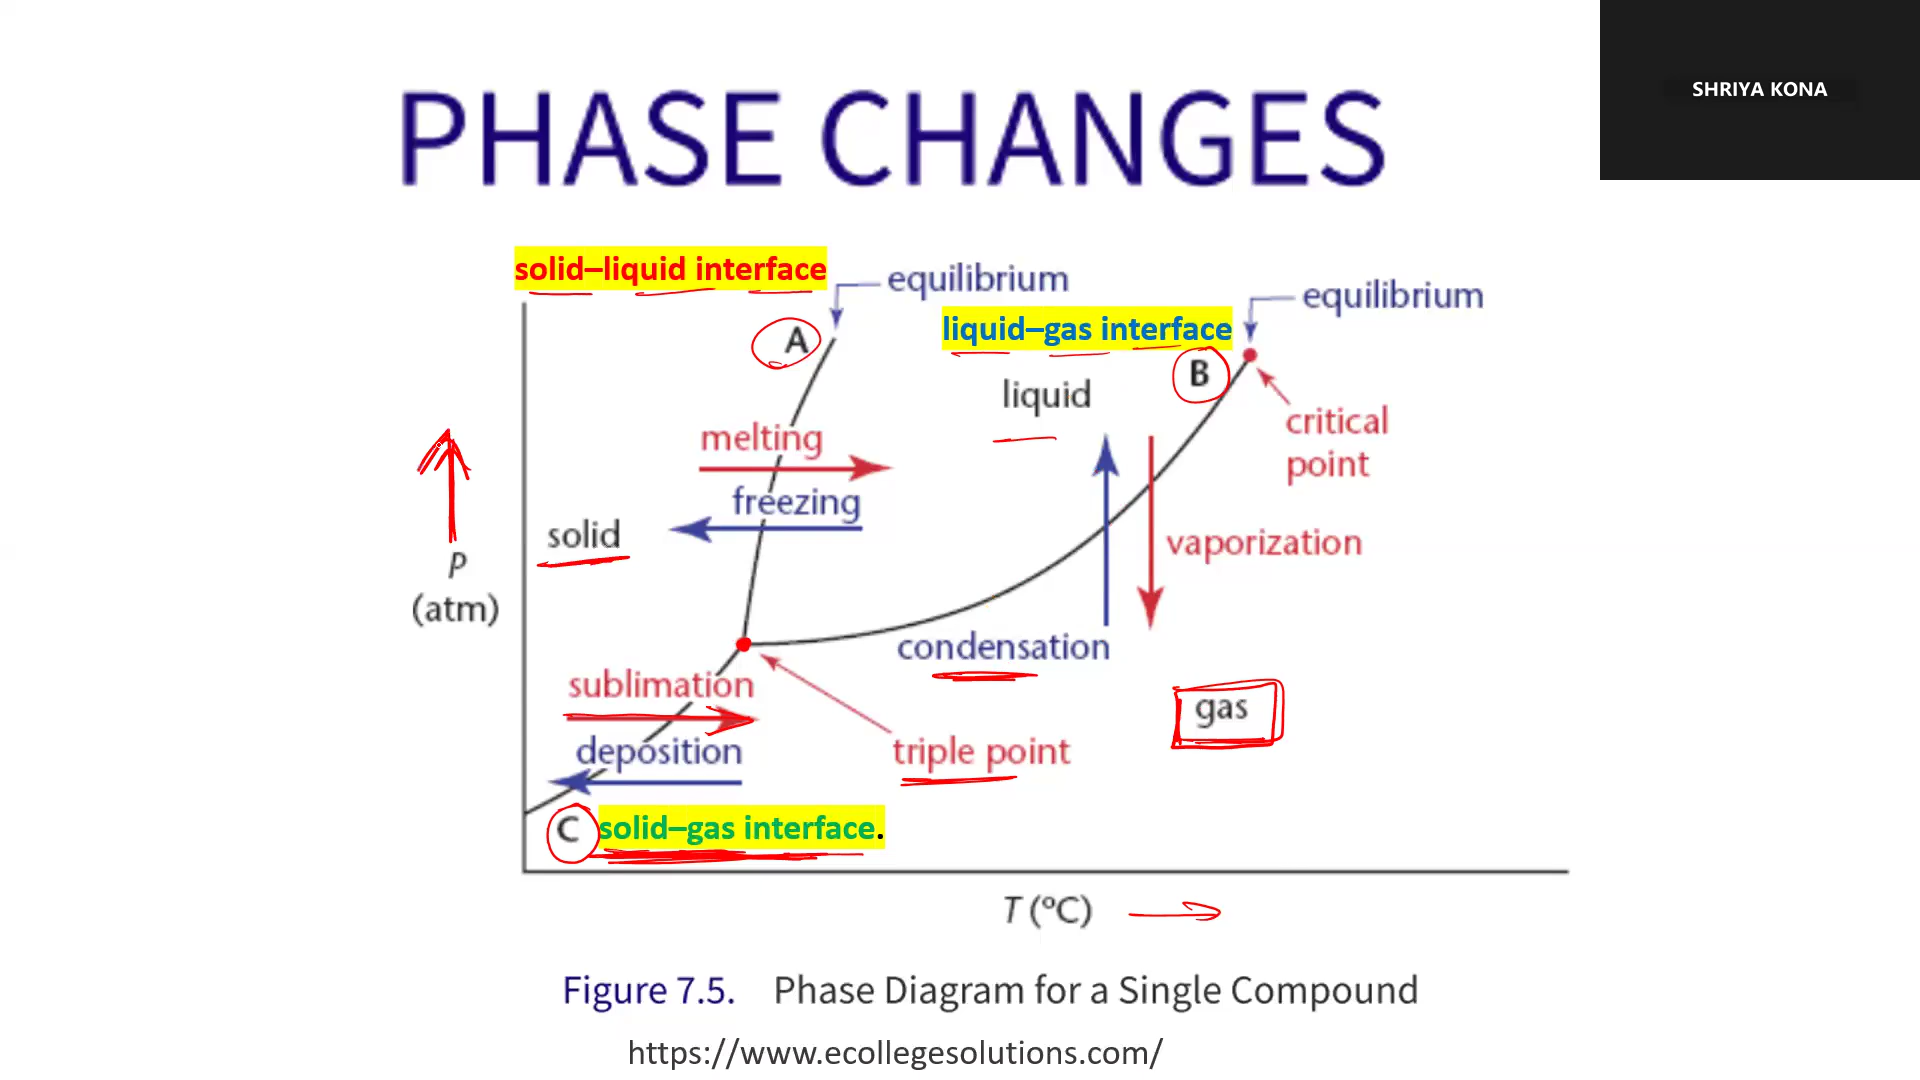 SHRIYA KONA
PHASE CHANGES
solid–liquid interface
equilibrium
equilibrium
liquid–gas interface
A
B
liquid
critical
point
melting
freezing
solid
vaporization
P
(atm)
condensation
sublimation
gas
deposition
triple point
C solid–gas interface.
T (°C)
Figure 7.5. Phase Diagram for a Single Compound
https://www.ecollegesolutions.com/